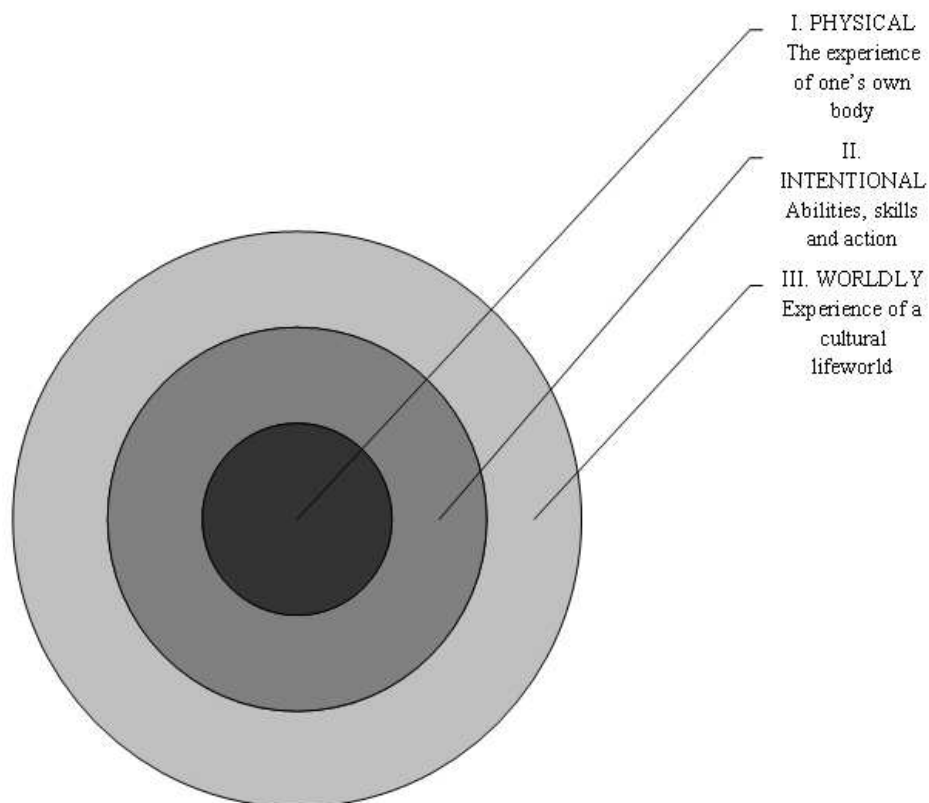 I. PHYSICAL
The experience
of one’s own
body
II.
INTENTIONAL
Abilities, skills
and action
III. WORLDLY
Experience of a
cultural
lifeworld